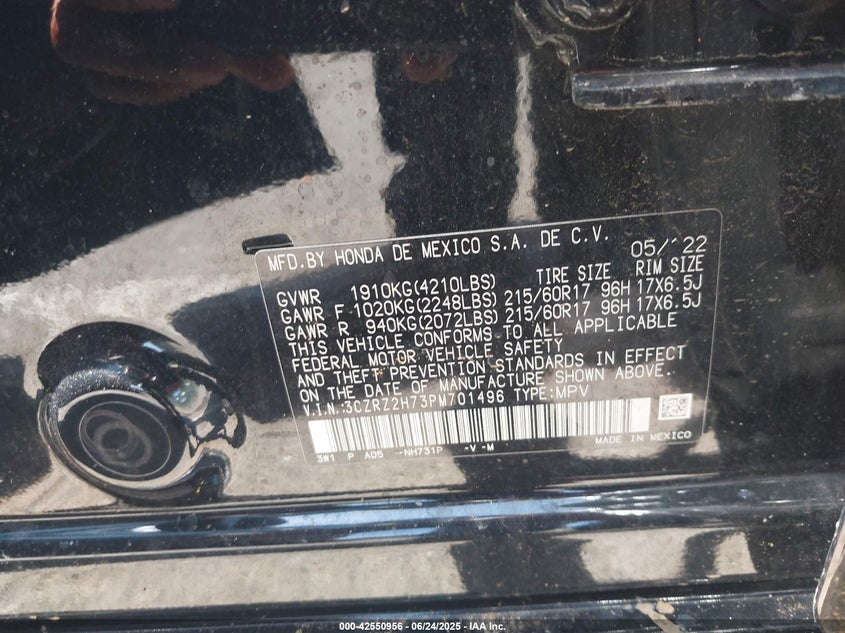 MFD.BY HONDA DE MEXICO S.A. DE C.V. 05/22
TIRE SIZE RIM SIZE
GVWR 1910KG(4210LBS)
GAWR F 1020KG(2248LBS) 215/60R17 96H 17X6.5J
GAWR R 940KG(2072LBS) 215/60R17 96H 17X6.5J
THIS VEHICLE CONFORMS TO ALL APPLICABLE
FEDERAL MOTOR VEHICLE SAFETY
AND THEFT PREVENTION STANDARDS IN EFFECT
ON THE DATE OF MANUFACTURE SHOWN ABOVE.
V.I.N.:3CZRZ2H73PM701496 TYPE:MPV
3W1 P A05 -NH731P -V -M MADE IN MEXICO
000-42550956 - 06/24/2025 - IAA Inc.